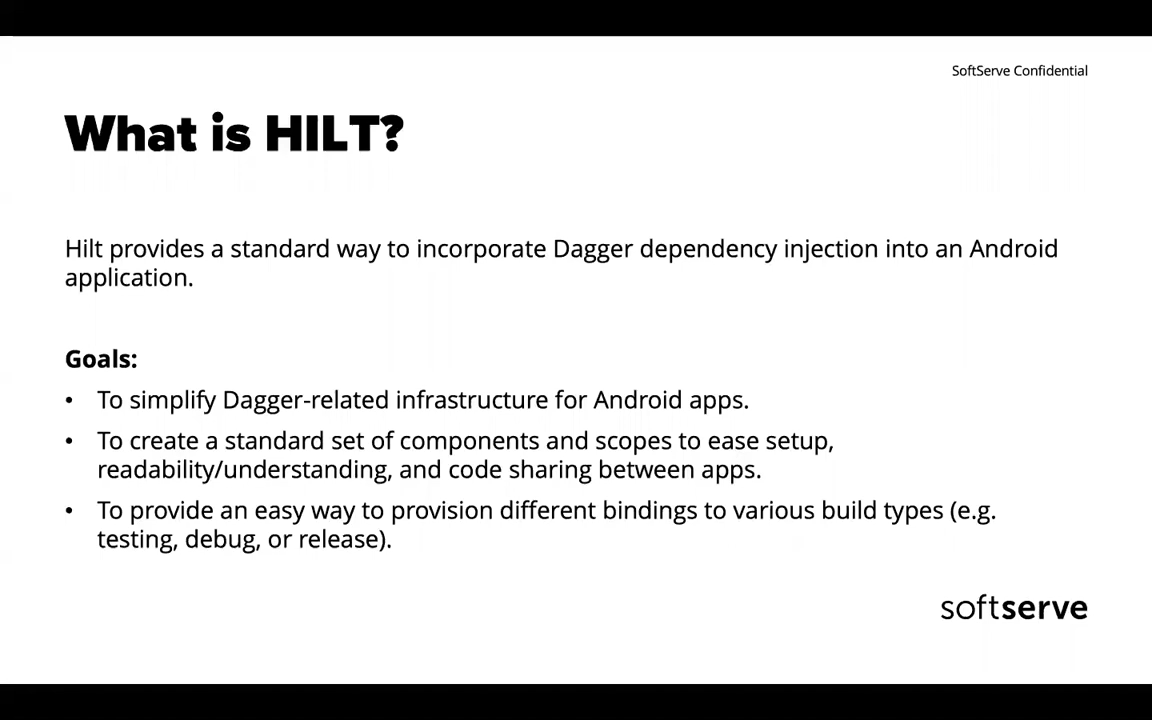 SoftServe Confidential
What is HILT?
Hilt provides a standard way to incorporate Dagger dependency injection into an Android
application.
Goals:
• To simplify Dagger-related infrastructure for Android apps.
• To create a standard set of components and scopes to ease setup,
readability/understanding, and code sharing between apps.
• To provide an easy way to provision different bindings to various build types (e.g.
testing, debug, or release).
softserve